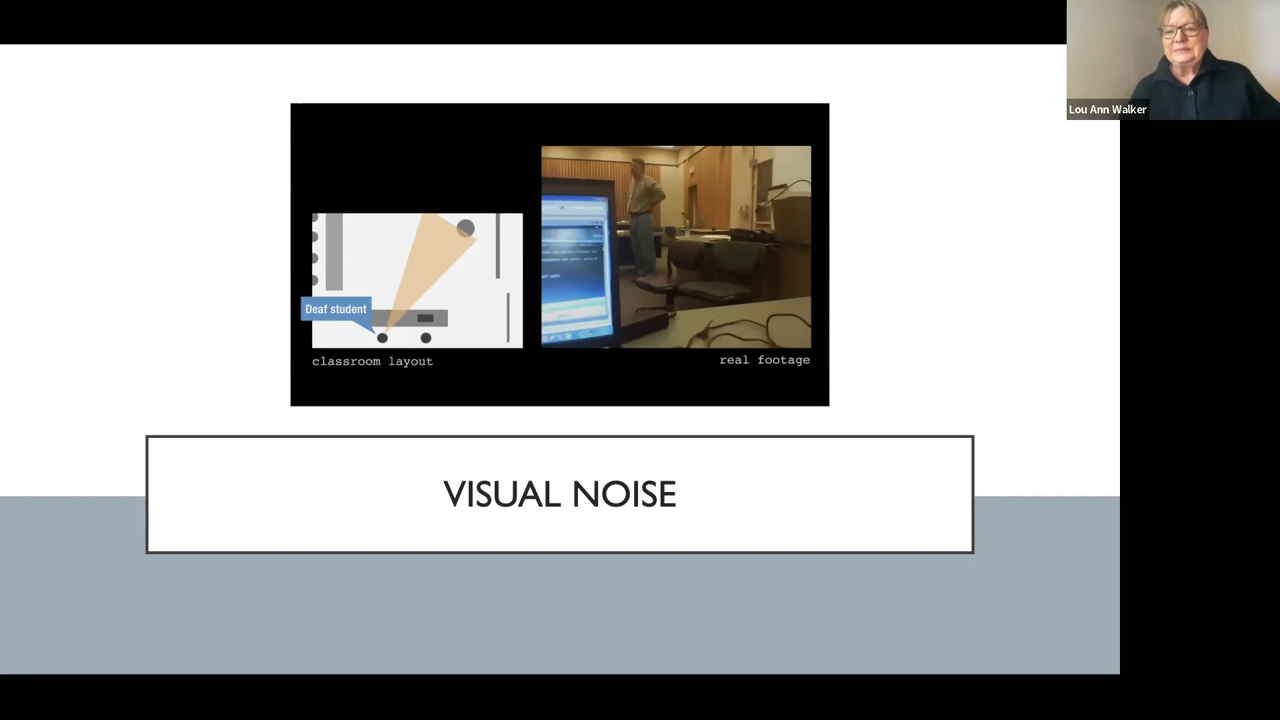 Lou Ann Walker
Deaf student
classroom layout
real footage
VISUAL NOISE